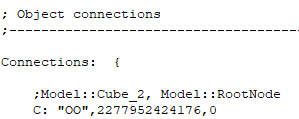 ; Object connections
;-------------------------------------
Connections:  {
;Model::Cube_2, Model::RootNode
C: "OO",2277952424176,0